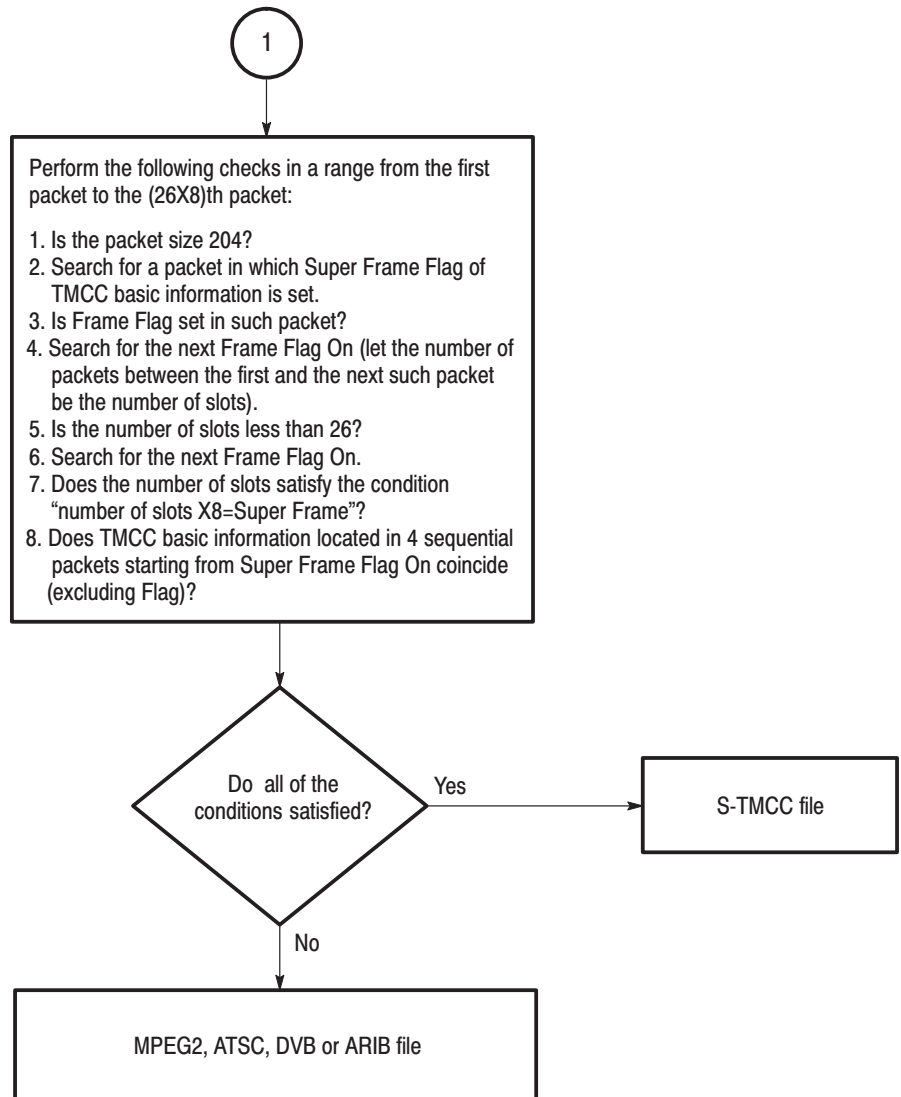 1
Perform the following checks in a range from the first
packet to the (26X8)th packet:
1. Is the packet size 204?
2. Search for a packet in which Super Frame Flag of
TMCC basic information is set.
3. Is Frame Flag set in such packet?
4. Search for the next Frame Flag On (let the number of
packets between the first and the next such packet
be the number of slots).
5. Is the number of slots less than 26?
6. Search for the next Frame Flag On.
7. Does the number of slots satisfy the condition
“number of slots X8=Super Frame”?
8. Does TMCC basic information located in 4 sequential
packets starting from Super Frame Flag On coincide
(excluding Flag)?
Do all of the
conditions satisfied?
Yes
S-TMCC file
No
MPEG2, ATSC, DVB or ARIB file